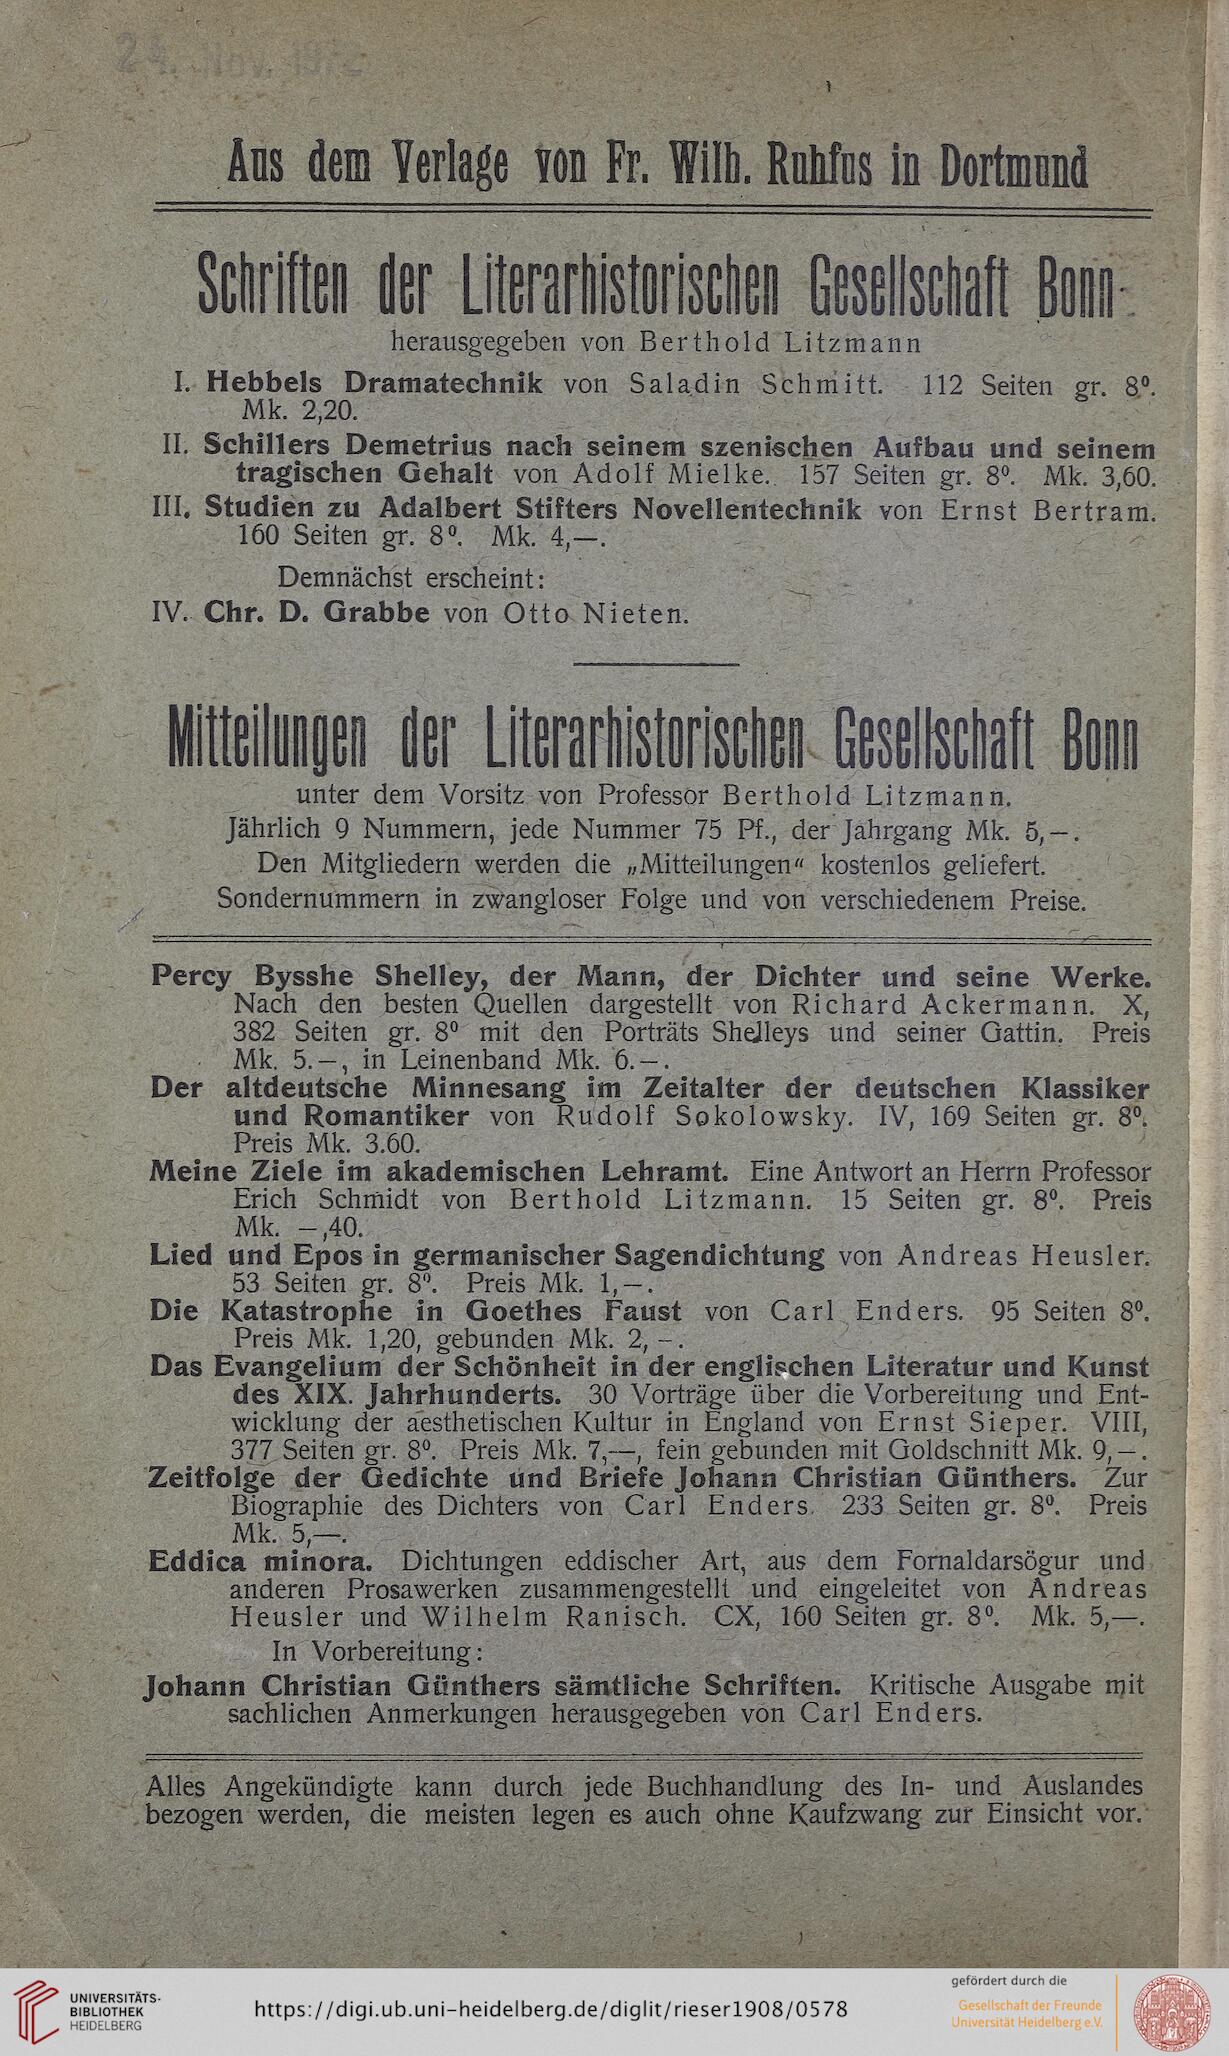 Aus dem Verlage von Fr. Wilh. Ruhfus in Dortmund
Schriften der Literarhistorischen Gesellschaft Bonn
herausgegeben von Berthold Litzmann
I. Hebbels Dramatechnik von Saladin Schmitt. 112 Seiten gr. 8⁰.
Mk. 2,20.
II. Schillers Demetrius nach seinem szenischen Aufbau und seinem
tragischen Gehalt von Adolf Mielke. 157 Seiten gr. 8⁰. Mk. 3,60.
III. Studien zu Adalbert Stifters Novellentechnik von Ernst Bertram.
160 Seiten gr. 8⁰. Mk. 4,—.
Demnächst erscheint:
IV. Chr. D. Grabbe von Otto Nieten.
Mitteilungen der Literarhistorischen Gesellschaft Bonn
unter dem Vorsitz von Professor Berthold Litzmann.
Jährlich 9 Nummern, jede Nummer 75 Pf., der Jahrgang Mk. 5,–.
Den Mitgliedern werden die „Mitteilungen“ kostenlos geliefert.
Sondernummern in zwangloser Folge und von verschiedenem Preise.
Percy Bysshe Shelley, der Mann, der Dichter und seine Werke.
Nach den besten Quellen dargestellt von Richard Ackermann. X,
382 Seiten gr. 8⁰ mit den Porträts Shelleys und seiner Gattin. Preis
Mk. 5.–, in Leinenband Mk. 6.–.
Der altdeutsche Minnesang im Zeitalter der deutschen Klassiker
und Romantiker von Rudolf Sokolowsky. IV, 169 Seiten gr. 8⁰.
Preis Mk. 3.60.
Meine Ziele im akademischen Lehramt. Eine Antwort an Herrn Professor
Erich Schmidt von Berthold Litzmann. 15 Seiten gr. 8⁰. Preis
Mk. –,40.
Lied und Epos in germanischer Sagendichtung von Andreas Heusler.
53 Seiten gr. 8⁰. Preis Mk. 1,–.
Die Katastrophe in Goethes Faust von Carl Enders. 95 Seiten 8⁰.
Preis Mk. 1,20, gebunden Mk. 2,–.
Das Evangelium der Schönheit in der englischen Literatur und Kunst
des XIX. Jahrhunderts. 30 Vorträge über die Vorbereitung und Ent-
wicklung der aesthetischen Kultur in England von Ernst Sieper. VIII,
377 Seiten gr. 8⁰. Preis Mk. 7,—, fein gebunden mit Goldschnitt Mk. 9,–.
Zeitfolge der Gedichte und Briefe Johann Christian Günthers. Zur
Biographie des Dichters von Carl Enders. 233 Seiten gr. 8⁰. Preis
Mk. 5,—.
Eddica minora. Dichtungen eddischer Art, aus dem Fornaldarsögur und
anderen Prosawerken zusammengestellt und eingeleitet von Andreas
Heusler und Wilhelm Ranisch. CX, 160 Seiten gr. 8⁰. Mk. 5,—.
In Vorbereitung:
Johann Christian Günthers sämtliche Schriften. Kritische Ausgabe mit
sachlichen Anmerkungen herausgegeben von Carl Enders.
Alles Angekündigte kann durch jede Buchhandlung des In- und Auslandes
bezogen werden, die meisten legen es auch ohne Kaufzwang zur Einsicht vor.
UNIVERSITÄTS-
BIBLIOTHEK
HEIDELBERG
https://digi.ub.uni-heidelberg.de/diglit/rieser1908/0578
gefördert durch die
Gesellschaft der Freunde
Universität Heidelberg e.V.